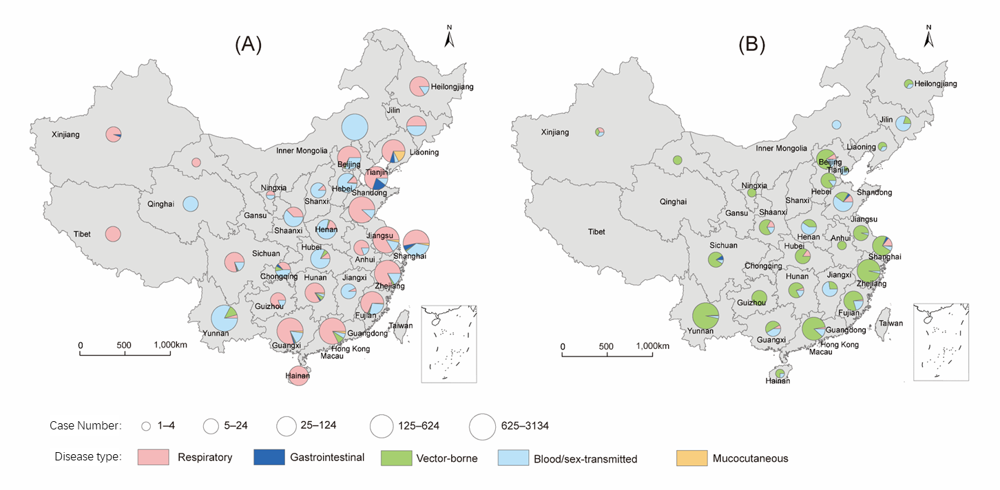 (A)
N
Heilongjiang
Jilin
Xinjiang
Inner Mongolia
Liaoning
Beijing
Tianjin
Ningxia
Hebei
Shandong
Qinghai
Shanxi
Gansu
Shaanxi
Henan
Jiangsu
Tibet
Hubei
Sichuan
Anhui
Shanghai
Chongqing
Hunan
Jiangxi
Zhejiang
Guizhou
Fujian
Yunnan
Taiwan
Guangxi
Guangdong
Hong Kong
Macau
Hainan
0 500 1,000km
(B)
N
Heilongjiang
Jilin
Xinjiang
Inner Mongolia
Liaoning
Beijing
Tianjin
Ningxia
Hebei
Shandong
Qinghai
Shanxi
Gansu
Shaanxi
Jiangsu
Tibet
Henan
Anhui
Sichuan
Hubei
Shanghai
Chongqing
Hunan
Jiangxi
Zhejiang
Guizhou
Fujian
Yunnan
Taiwan
Guangxi
Guangdong
Hong Kong
Macau
Hainan
0 500 1,000km
Case Number: 1–4 5–24 25–124 125–624 625–3134
Disease type: Respiratory Gastrointestinal Vector-borne Blood/sex-transmitted Mucocutaneous